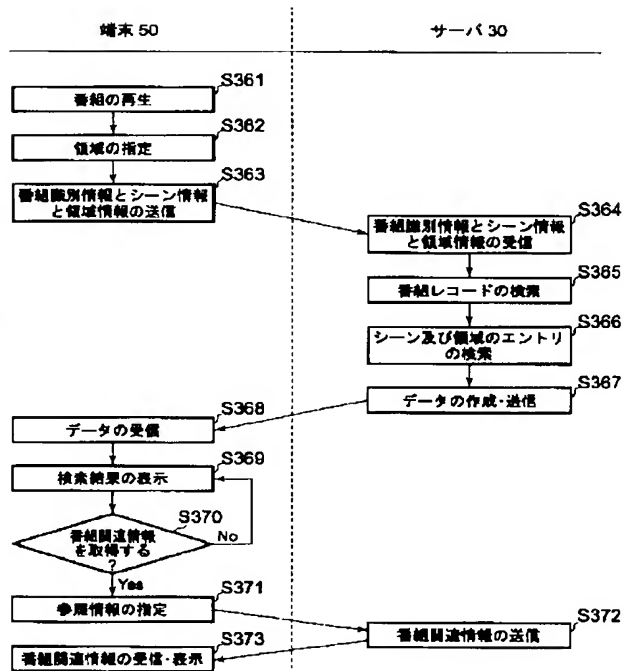 端末 50
サーバ 30
S361
番組の再生
S362
領域の指定
S363
番組識別情報とシーン情報
と領域情報の送信
S364
番組識別情報とシーン情報
と領域情報の受信
S365
番組レコードの検索
S366
シーン及び領域のエントリ
の検索
S367
データの作成・送信
S368
データの受信
S369
検索結果の表示
S370
番組関連情報
を取得する
?
No
Yes
S371
参照情報の指定
S372
番組関連情報の送信
S373
番組関連情報の受信・表示